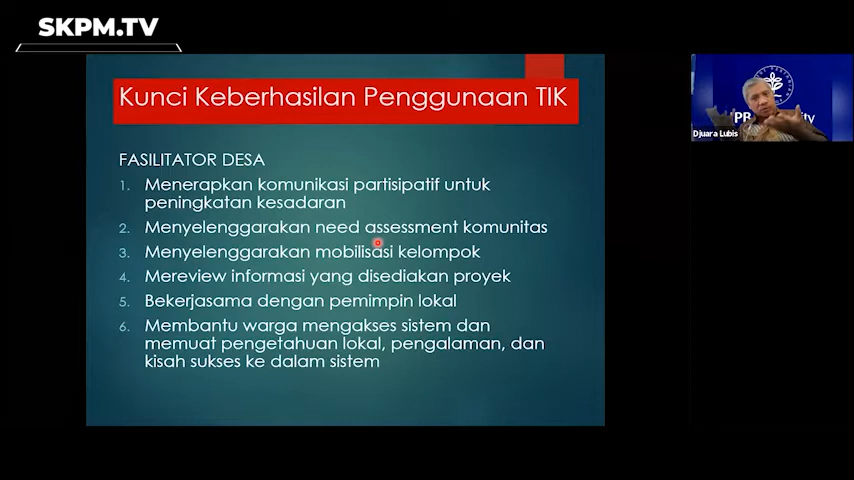 SKPM.TV
Kunci Keberhasilan Penggunaan TIK
FASILITATOR DESA
1. Menerapkan komunikasi partisipatif untuk
peningkatan kesadaran
2. Menyelenggarakan need assessment komunitas
3. Menyelenggarakan mobilisasi kelompok
4. Mereview informasi yang disediakan proyek
5. Bekerjasama dengan pemimpin lokal
6. Membantu warga mengakses sistem dan
memuat pengetahuan lokal, pengalaman, dan
kisah sukses ke dalam sistem
Djuara Lubis